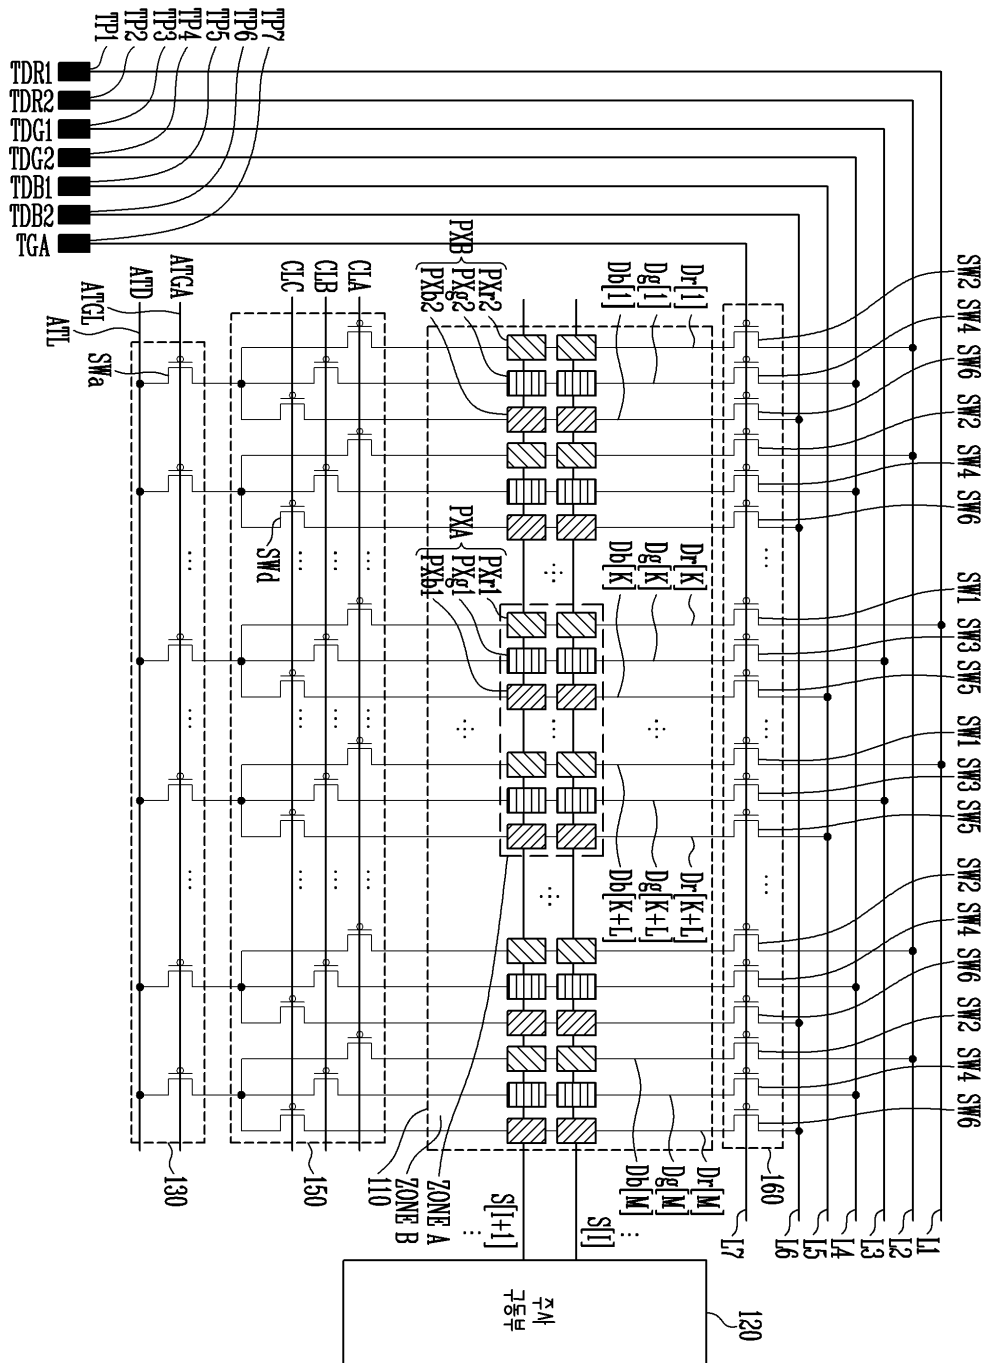 TP1
TP2
TP3
TP4
TP5
TP6
TP7
TDR1
TDR2
TDG1
TDG2
TDB1
TDB2
TGA
L1
L2
L3
L4
L5
L6
L7
SW2
SW4
SW6
SW2
SW4
SW6
SW1
SW3
SW5
SW1
SW3
SW5
SW2
SW4
SW6
SW2
SW4
SW6
160
Dr[1]
Dg[1]
Db[1]
Dr[K]
Dg[K]
Db[K]
Dr[K+L]
Dg[K+L]
Db[K+L]
Dr[M]
Dg[M]
Db[M]
PXB
PXr2
PXg2
PXb2
PXA
PXr1
PXg1
PXb1
S[I]
S[I+1]
ZONE A
ZONE B
110
주사
구동부
120
CLA
CLB
CLC
SWd
150
ATGA
ATGL
ATD
ATL
SWa
130